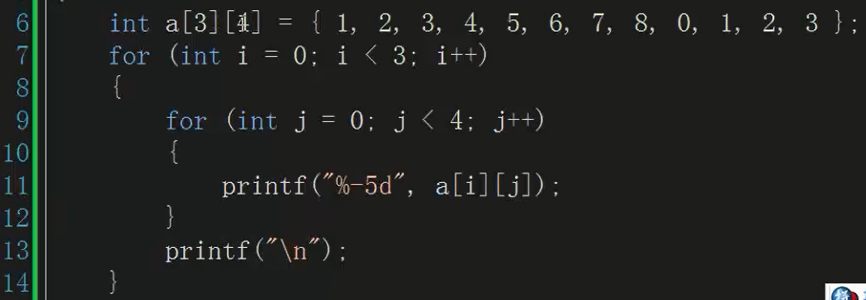 6 int a[3][4] = { 1, 2, 3, 4, 5, 6, 7, 8, 0, 1, 2, 3 };
7 for (int i = 0; i < 3; i++)
8 {
9 for (int j = 0; j < 4; j++)
10 {
11 printf("%-5d", a[i][j]);
12 }
13 printf("\n");
14 }